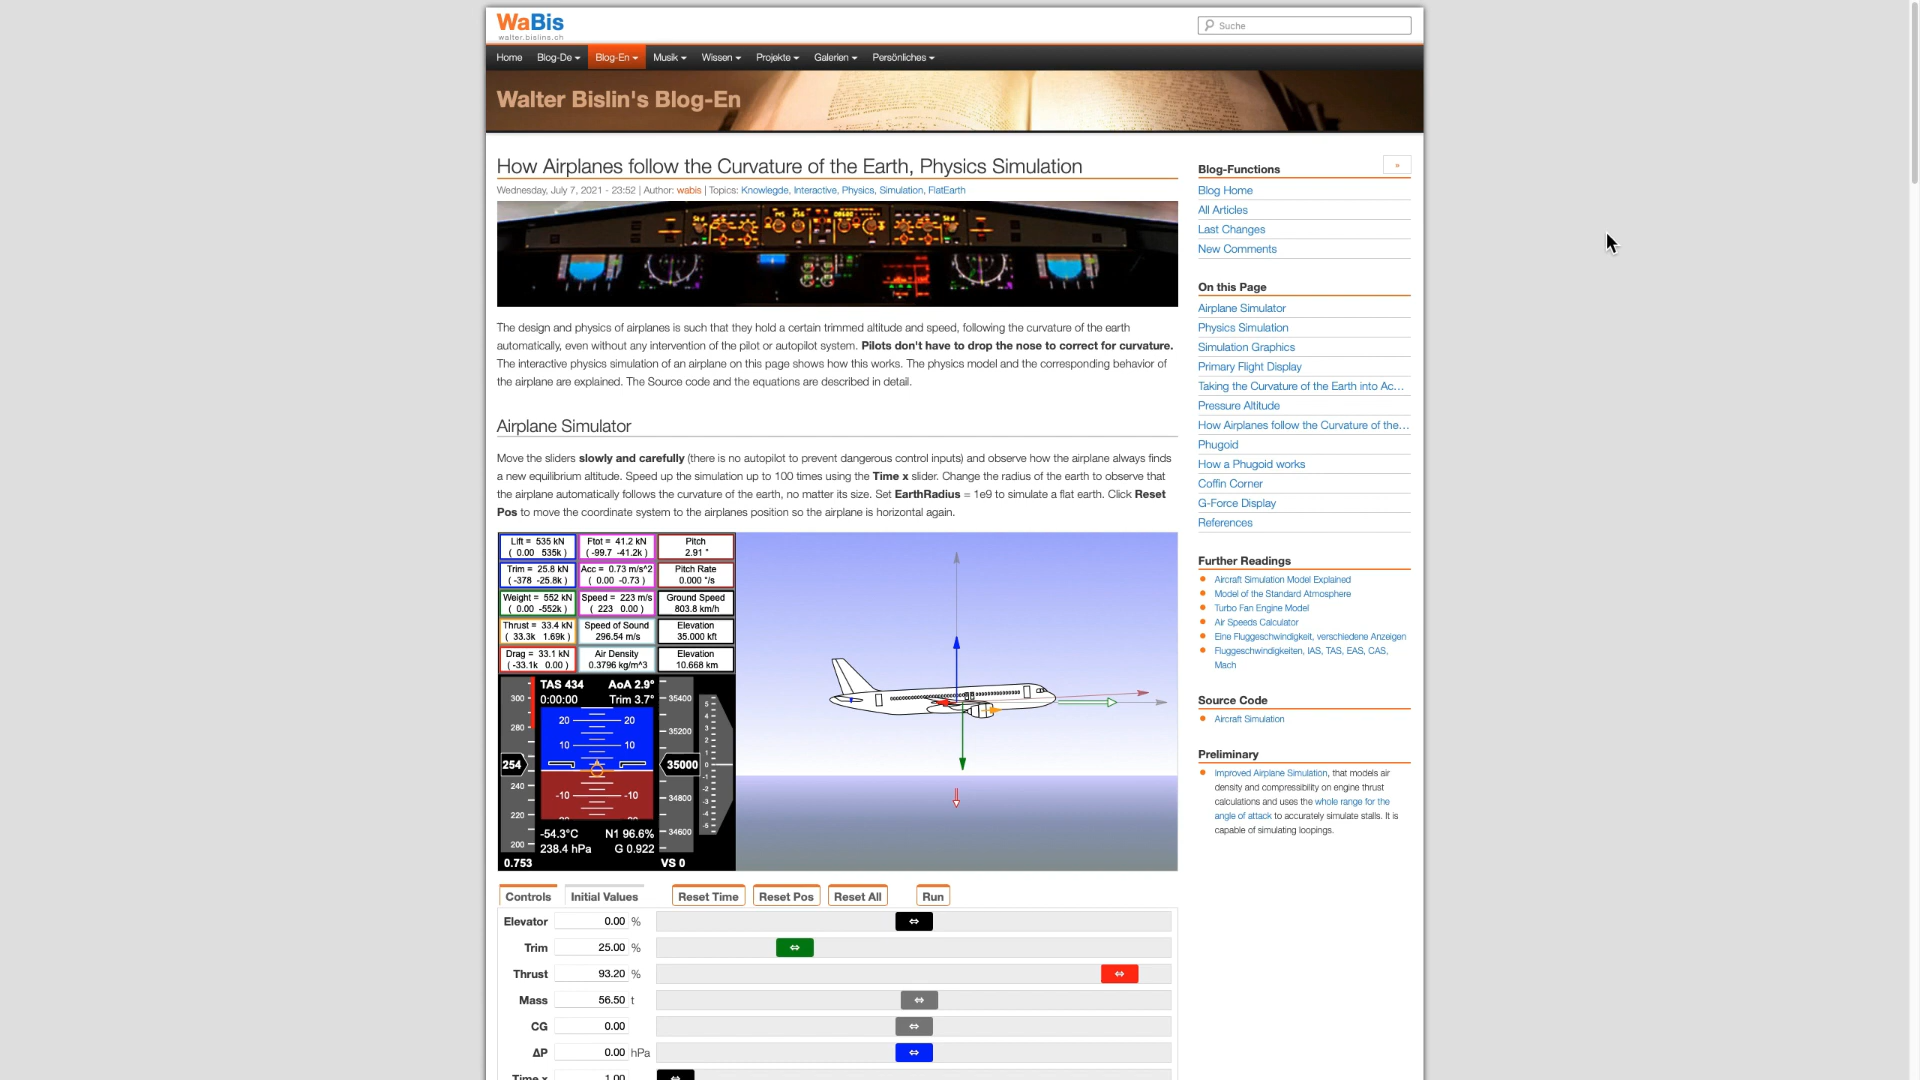 WaBis
walter.bislins.ch
Suche
Home Blog-De Blog-En Musik Wissen Projekte Galerien Persönliches
Walter Bislin's Blog-En
How Airplanes follow the Curvature of the Earth, Physics Simulation
Wednesday, July 7, 2021 - 23:52 | Author: wabis | Topics: Knowlegde, Interactive, Physics, Simulation, FlatEarth
The design and physics of airplanes is such that they hold a certain trimmed altitude and speed, following the curvature of the earth
automatically, even without any intervention of the pilot or autopilot system. Pilots don't have to drop the nose to correct for curvature.
The interactive physics simulation of an airplane on this page shows how this works. The physics model and the corresponding behavior of
the airplane are explained. The Source code and the equations are described in detail.
Airplane Simulator
Move the sliders slowly and carefully (there is no autopilot to prevent dangerous control inputs) and observe how the airplane always finds
a new equilibrium altitude. Speed up the simulation up to 100 times using the Time x slider. Change the radius of the earth to observe that
the airplane automatically follows the curvature of the earth, no matter its size. Set EarthRadius = 1e9 to simulate a flat earth. Click Reset
Pos to move the coordinate system to the airplanes position so the airplane is horizontal again.
Lift = 535 kN Ftot = 41.2 kN Pitch
( 0.00 535k ) ( -99.7 -41.2k ) 2.91 °
Trim = 25.8 kN Acc = 0.73 m/s^2 Pitch Rate
( -378 -25.8k ) ( 0.00 -0.73 ) 0.000 °/s
Weight = 552 kN Speed = 223 m/s Ground Speed
( 0.00 -552k ) ( 223 0.00 ) 803.8 km/h
Thrust = 33.4 kN Speed of Sound Elevation
( 33.3k 1.69k ) 296.54 m/s 35.000 kft
Drag = 33.1 kN Air Density Elevation
( -33.1k 0.00 ) 0.3796 kg/m^3 10.668 km
TAS 434 AoA 2.9°
0:00:00 Trim 3.7°
300 280 254 240 220 200
20 20
10 10
-10 -10
35400 35200 35000 34800 34600
5 4 3 2 1 0 -1 -2 -3 -4 -5
-54.3°C N1 96.6%
238.4 hPa G 0.922
0.753 VS 0
Controls Initial Values Reset Time Reset Pos Reset All Run
Elevator 0.00 %
Trim 25.00 %
Thrust 93.20 %
Mass 56.50 t
CG 0.00
ΔP 0.00 hPa
Time x 1.00
»
Blog-Functions
Blog Home
All Articles
Last Changes
New Comments
On this Page
Airplane Simulator
Physics Simulation
Simulation Graphics
Primary Flight Display
Taking the Curvature of the Earth into Ac…
Pressure Altitude
How Airplanes follow the Curvature of the…
Phugoid
How a Phugoid works
Coffin Corner
G-Force Display
References
Further Readings
Aircraft Simulation Model Explained
Model of the Standard Atmosphere
Turbo Fan Engine Model
Air Speeds Calculator
Eine Fluggeschwindigkeit, verschiedene Anzeigen
Fluggeschwindigkeiten, IAS, TAS, EAS, CAS,
Mach
Source Code
Aircraft Simulation
Preliminary
Improved Airplane Simulation, that models air
density and compressibility on engine thrust
calculations and uses the whole range for the
angle of attack to accurately simulate stalls. It is
capable of simulating loopings.